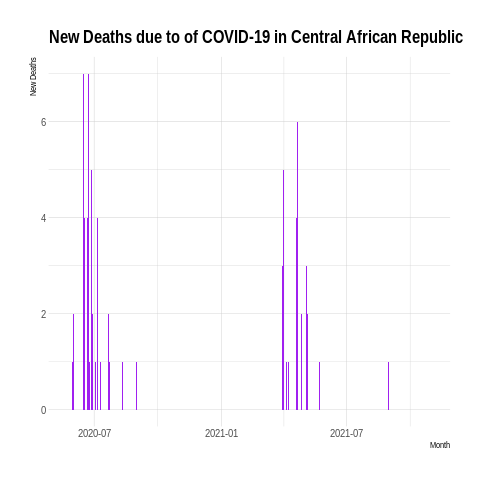 New Deaths due to of COVID-19 in Central African Republic
New Deaths
6
4
2
0
2020-07 2021-01 2021-07
Month